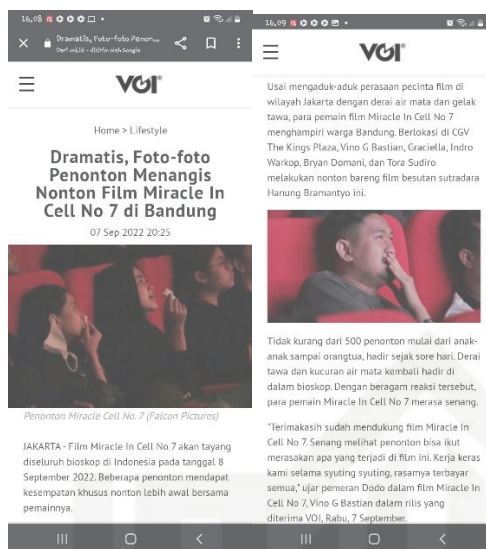 16.08
Dramatis, Foto-foto Penon...
Dari voi.id – dikirim oleh Google
VOI
Home > Lifestyle
Dramatis, Foto-foto
Penonton Menangis
Nonton Film Miracle In
Cell No 7 di Bandung
07 Sep 2022 20:25
Penonton Miracle Cell No. 7 (Falcon Pictures)
JAKARTA - Film Miracle In Cell No 7 akan tayang
diseluruh bioskop di Indonesia pada tanggal 8
September 2022. Beberapa penonton mendapat
kesempatan khusus nonton lebih awal bersama
pemainnya.
16.09
VOI
Usai mengaduk-aduk perasaan pecinta film di
wilayah Jakarta dengan derai air mata dan gelak
tawa, para pemain film Miracle In Cell No 7
menghampiri warga Bandung. Berlokasi di CGV
The Kings Plaza, Vino G Bastian, Graciella, Indro
Warkop, Bryan Domani, dan Tora Sudiro
melakukan nonton bareng film besutan sutradara
Hanung Bramantyo ini.
Tidak kurang dari 500 penonton mulai dari anak-
anak sampai orangtua, hadir sejak sore hari. Derai
tawa dan kucuran air mata kembali hadir di
dalam bioskop. Dengan beragam reaksi tersebut,
para pemain Miracle In Cell No 7 merasa senang.
"Terimakasih sudah mendukung film Miracle In
Cell No 7. Senang melihat penonton bisa ikut
merasakan apa yang terjadi di film ini. Kerja keras
kami selama syuting syuting, rasamya terbayar
semua," ujar pemeran Dodo dalam film Miracle In
Cell No 7, Vino G Bastian dalam rilis yang
diterima VOI, Rabu, 7 September.